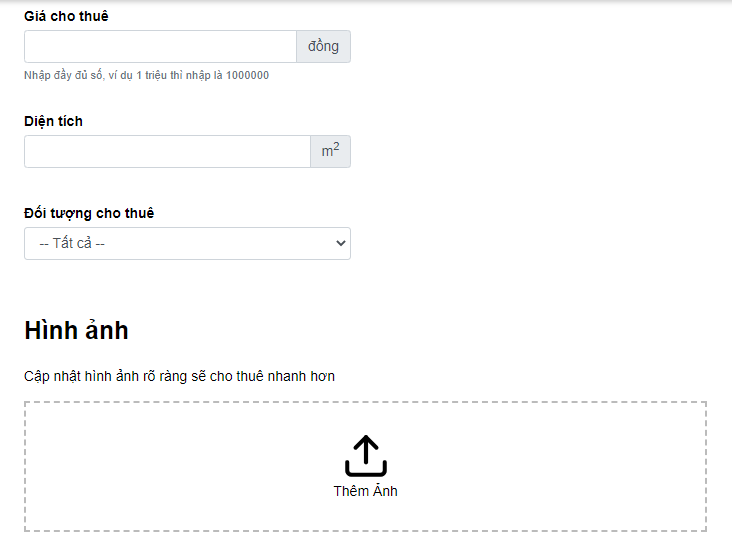 Giá cho thuê
đồng
Nhập đầy đủ số, ví dụ 1 triệu thì nhập là 1000000
Diện tích
m²
Đối tượng cho thuê
-- Tất cả --
Hình ảnh
Cập nhật hình ảnh rõ ràng sẽ cho thuê nhanh hơn
Thêm Ảnh